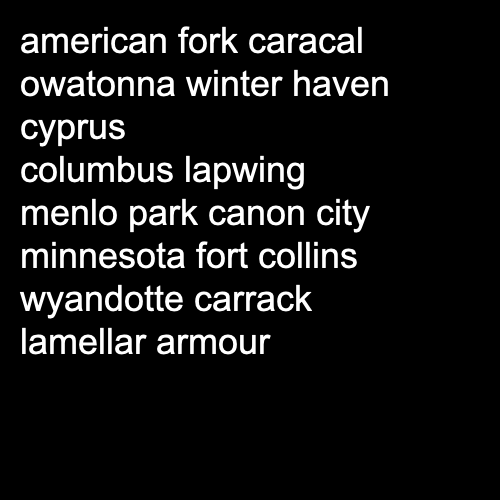 american fork caracal
owatonna winter haven
cyprus
columbus lapwing
menlo park canon city
minnesota fort collins
wyandotte carrack
lamellar armour